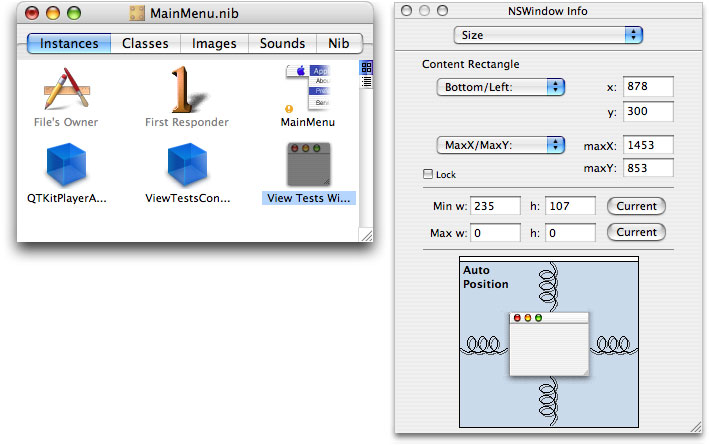 MainMenu.nib
Instances Classes Images Sounds Nib
File's Owner First Responder MainMenu
QTKitPlayerA... ViewTestsCon... View Tests Wi...
NSWindow Info
Size
Content Rectangle
Bottom/Left: x: 878
y: 300
MaxX/MaxY: maxX: 1453
maxY: 853
Lock
Min w: 235 h: 107 Current
Max w: 0 h: 0 Current
Auto
Position